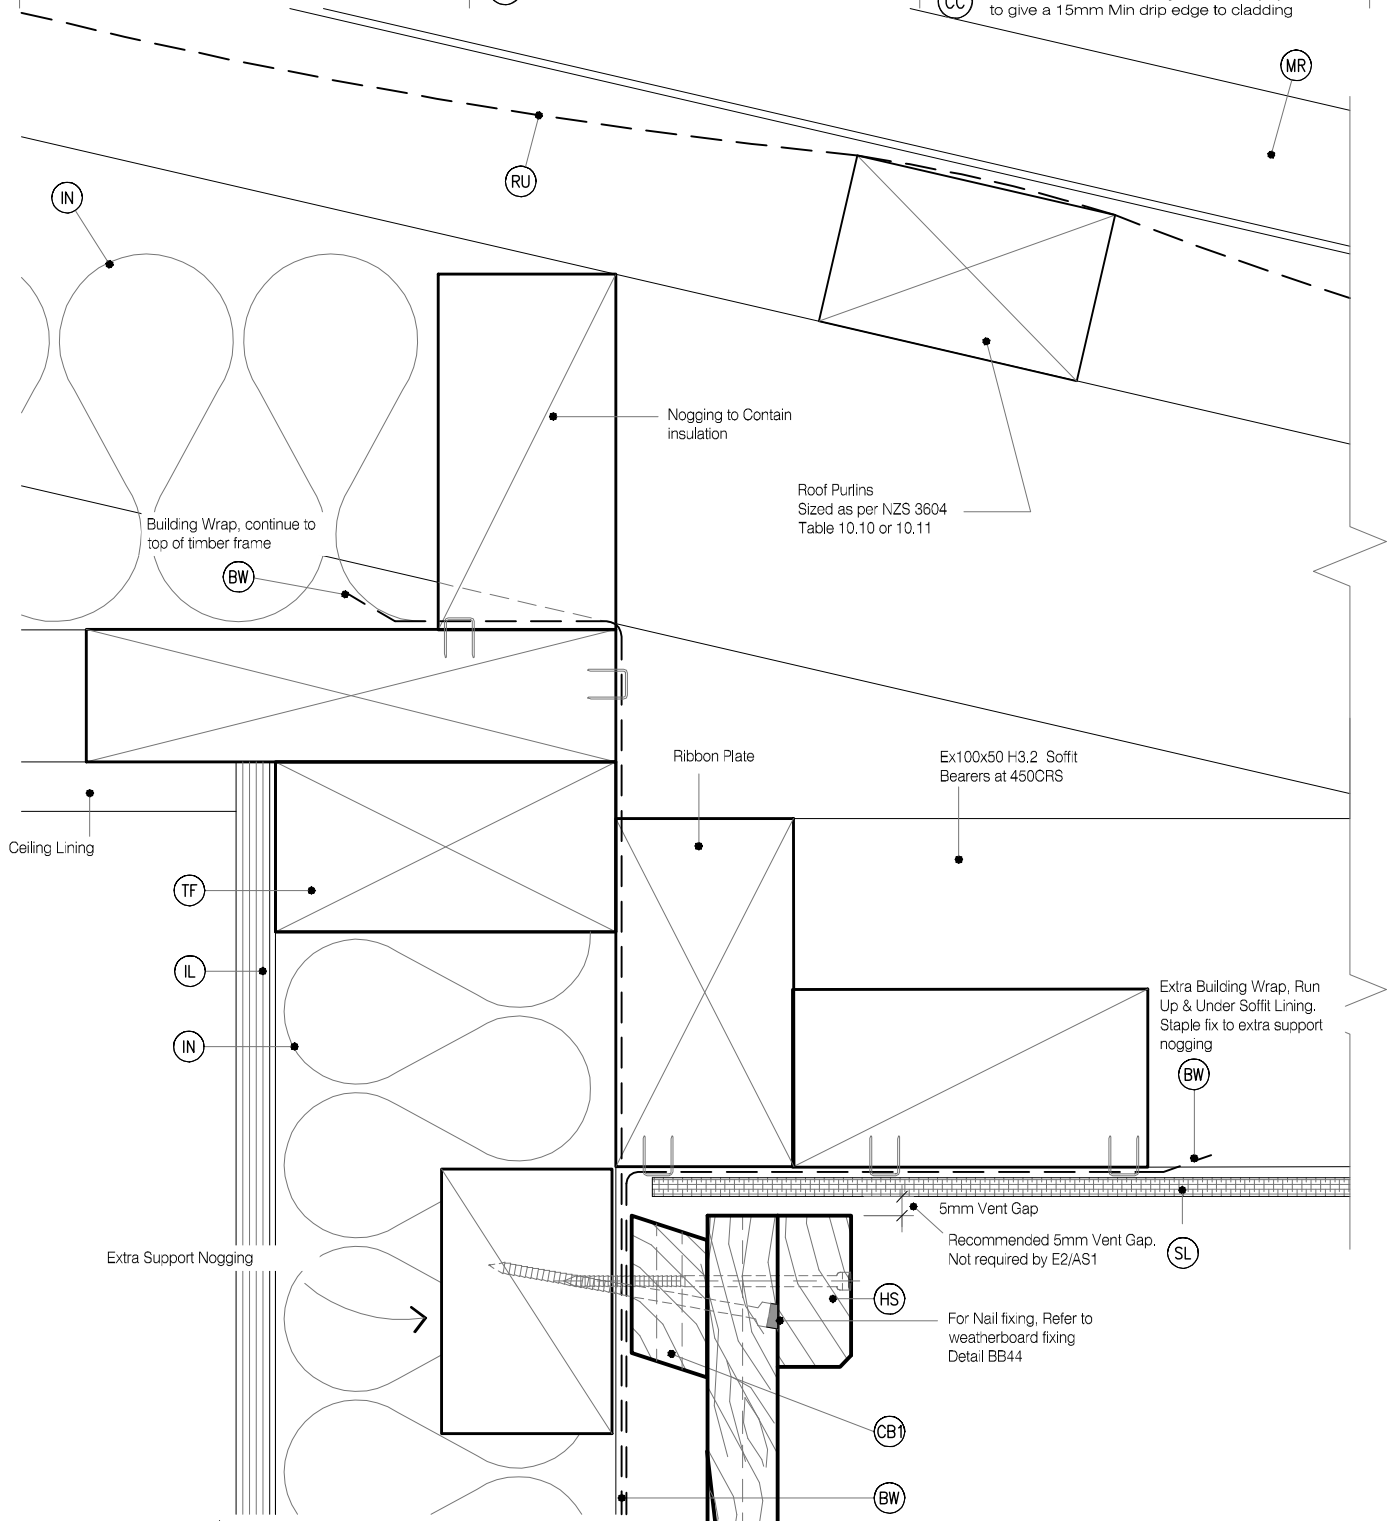 CC
to give a 15mm Min drip edge to cladding
MR
RU
IN
Nogging to Contain
insulation
Roof Purlins
Sized as per NZS 3604
Table 10.10 or 10.11
Building Wrap, continue to
top of timber frame
BW
Ribbon Plate
Ex100x50 H3.2 Soffit
Bearers at 450CRS
Ceiling Lining
TF
IL
IN
Extra Building Wrap, Run
Up & Under Soffit Lining.
Staple fix to extra support
nogging
BW
5mm Vent Gap
Recommended 5mm Vent Gap.
Not required by E2/AS1
SL
Extra Support Nogging
HS
For Nail fixing, Refer to
weatherboard fixing
Detail BB44
CB1
BW